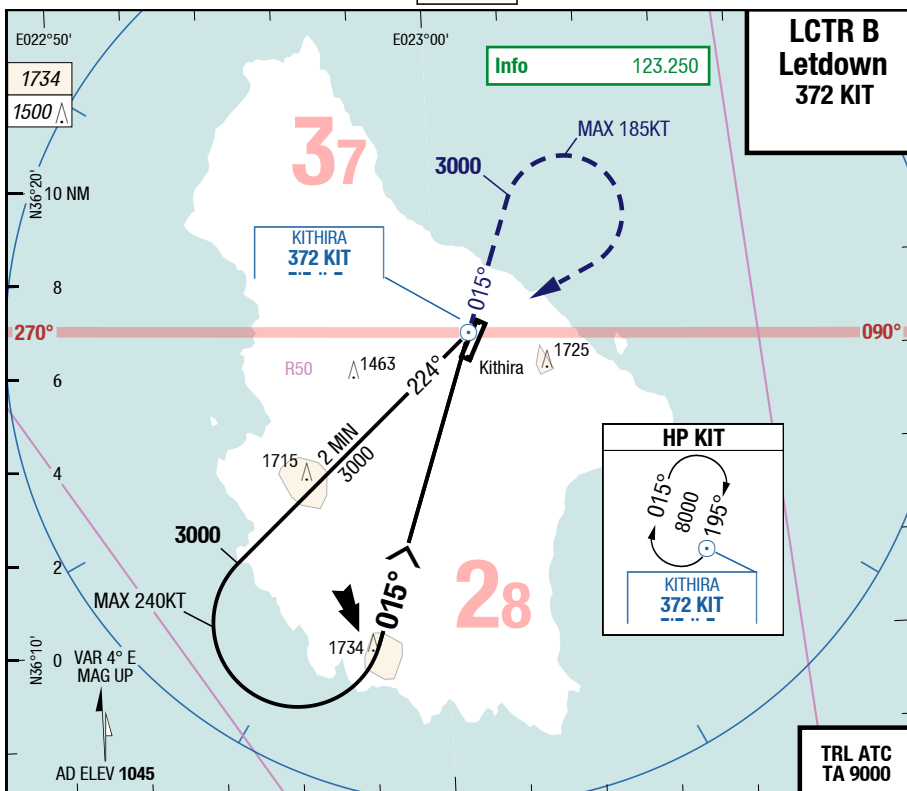 E022°50'
E023°00'
LCTR B
Letdown
372 KIT
Info 123.250
1734
1500
MAX 185KT
3000
37
N36°20'
10 NM
KITHIRA
372 KIT
015°
8
270°
090°
R50
1463
1725
Kithira
6
224°
HP KIT
015°
8000
195°
KITHIRA
372 KIT
2 MIN
3000
1715
4
3000
2
MAX 240KT
015°
28
1734
N36°10'
0
VAR 4° E
MAG UP
AD ELEV 1045
TRL ATC
TA 9000